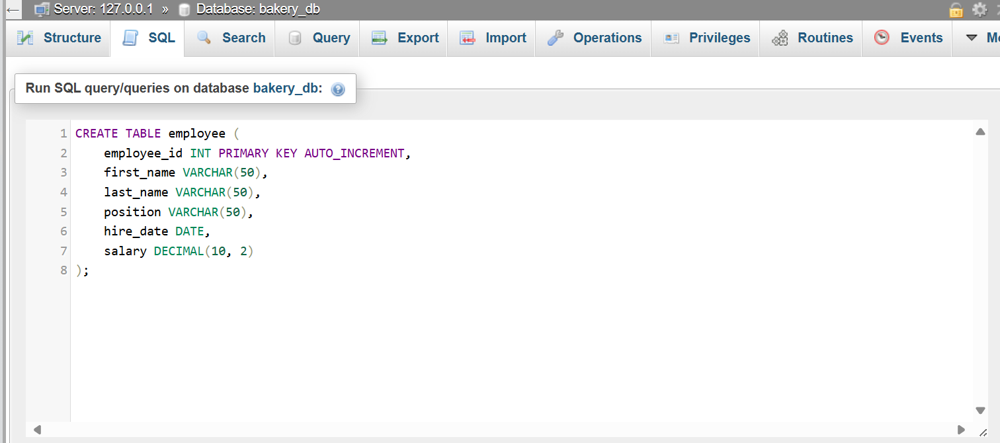 Server: 127.0.0.1 » Database: bakery_db
Structure SQL Search Query Export Import Operations Privileges Routines Events
Run SQL query/queries on database bakery_db:
1 CREATE TABLE employee (
2     employee_id INT PRIMARY KEY AUTO_INCREMENT,
3     first_name VARCHAR(50),
4     last_name VARCHAR(50),
5     position VARCHAR(50),
6     hire_date DATE,
7     salary DECIMAL(10, 2)
8 );